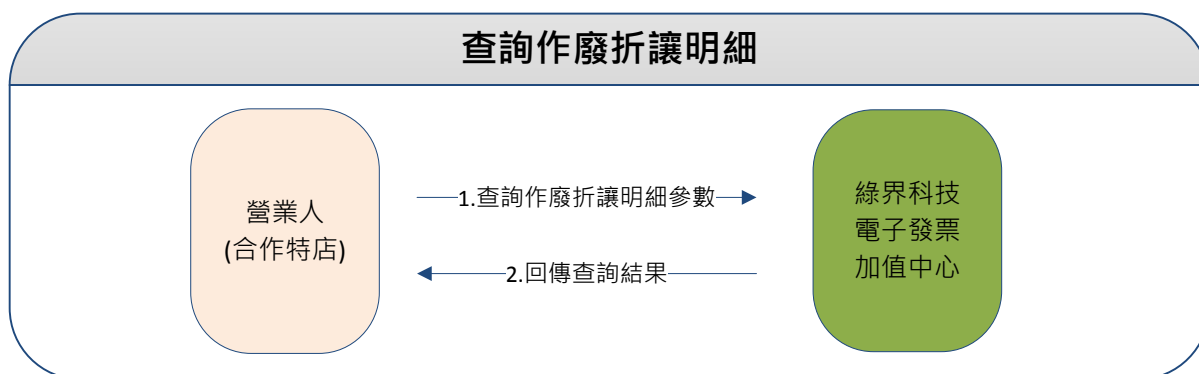 查詢作廢折讓明細
營業人
(合作特店)
1.查詢作廢折讓明細參數
2.回傳查詢結果
綠界科技
電子發票
加值中心